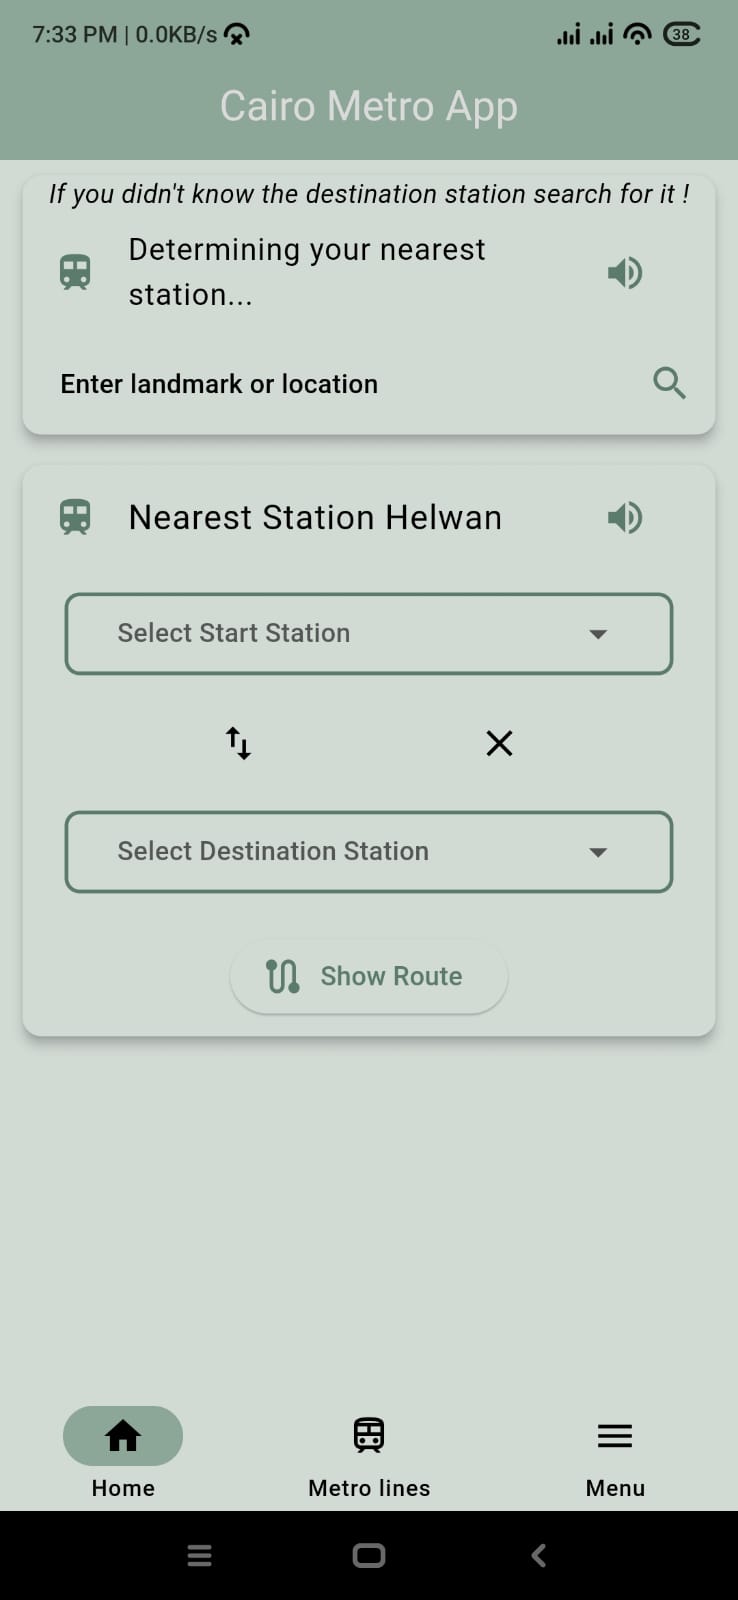 7:33 PM | 0.0KB/s
38
Cairo Metro App
If you didn't know the destination station search for it !
Determining your nearest
station...
Enter landmark or location
Nearest Station Helwan
Select Start Station
Select Destination Station
Show Route
Home
Metro lines
Menu